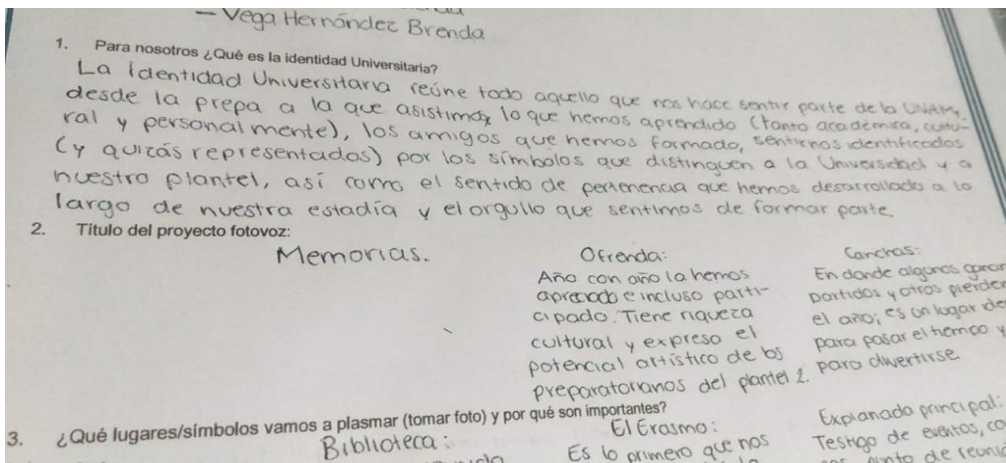 — Vega Hernández Brenda
1. Para nosotros ¿Qué es la identidad Universitaria?
La identidad Universitaria reúne todo aquello que nos hace sentir parte de la UNAM,
desde la prepa a la que asistimos, lo que hemos aprendido (tanto académica, cultu-
ral y personalmente), los amigos que hemos formado, sentirnos identificados
(y quizás representados) por los símbolos que distinguen a la Universidad y a
nuestro plantel, así como el sentido de pertenencia que hemos desarrollado a lo
largo de nuestra estadía y el orgullo que sentimos de formar parte.
2. Título del proyecto fotovoz:
Memorias.
Ofrenda:
Año con año la hemos
apreciado e incluso parti-
cipado. Tiene riqueza
cultural y expresa el
potencial artístico de los
preparatorianos del plantel 2.
Canchas:
En donde algunos
partidos y otros pierden
el año; es un lugar de
para pasar el tiempo y
para divertirse
3. ¿Qué lugares/símbolos vamos a plasmar (tomar foto) y por qué son importantes?
Biblioteca:
El Erasmo:
Es lo primero que nos
Explanada principal:
Testigo de eventos, co
de reuni